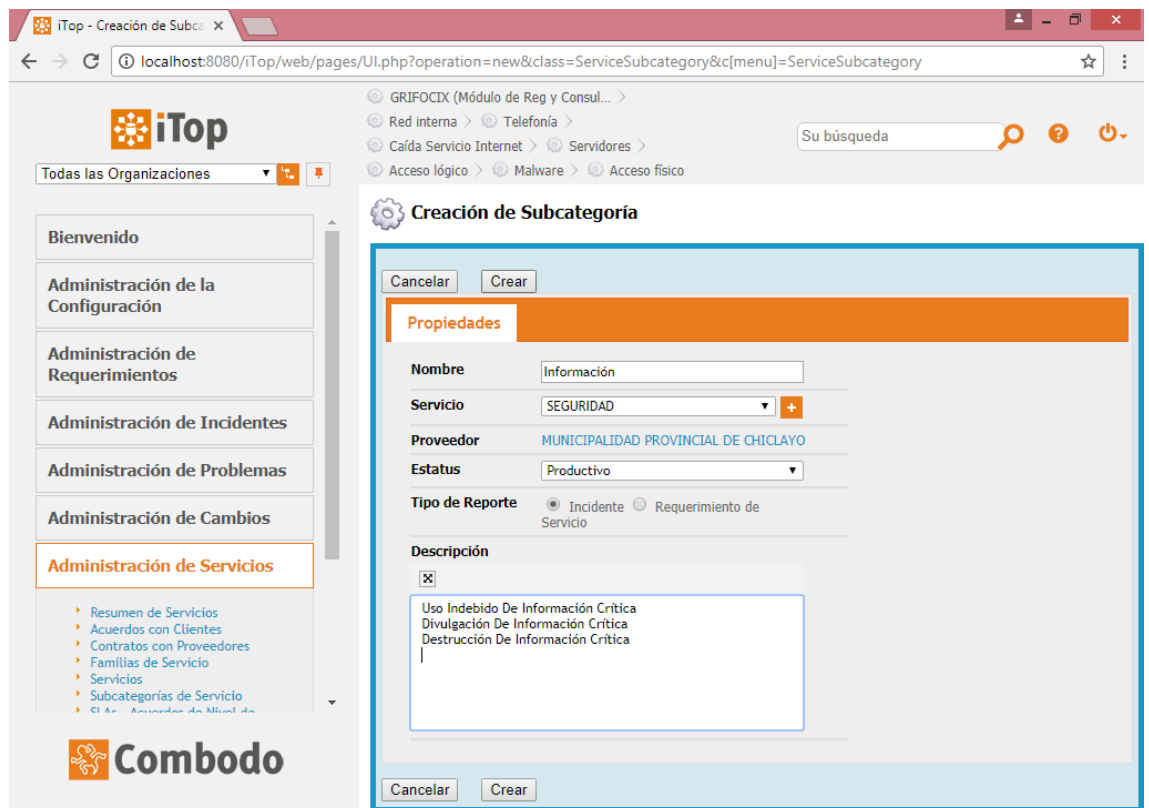 iTop - Creación de Subca
localhost:8080/iTop/web/pages/UI.php?operation=new&class=ServiceSubcategory&c[menu]=ServiceSubcategory
iTop
Todas las Organizaciones
GRIFOCIX (Módulo de Reg y Consul...
Red interna Telefonía
Caída Servicio Internet Servidores
Acceso lógico Malware Acceso físico
Su búsqueda
Bienvenido
Administración de la
Configuración
Administración de
Requerimientos
Administración de Incidentes
Administración de Problemas
Administración de Cambios
Administración de Servicios
Resumen de Servicios
Acuerdos con Clientes
Contratos con Proveedores
Familias de Servicio
Servicios
Subcategorías de Servicio
SLAs - Acuerdos de Nivel de
Combodo
Creación de Subcategoría
Cancelar Crear
Propiedades
Nombre Información
Servicio SEGURIDAD +
Proveedor MUNICIPALIDAD PROVINCIAL DE CHICLAYO
Estatus Productivo
Tipo de Reporte Incidente Requerimiento de
Servicio
Descripción
Uso Indebido De Información Crítica
Divulgación De Información Crítica
Destrucción De Información Crítica
Cancelar Crear